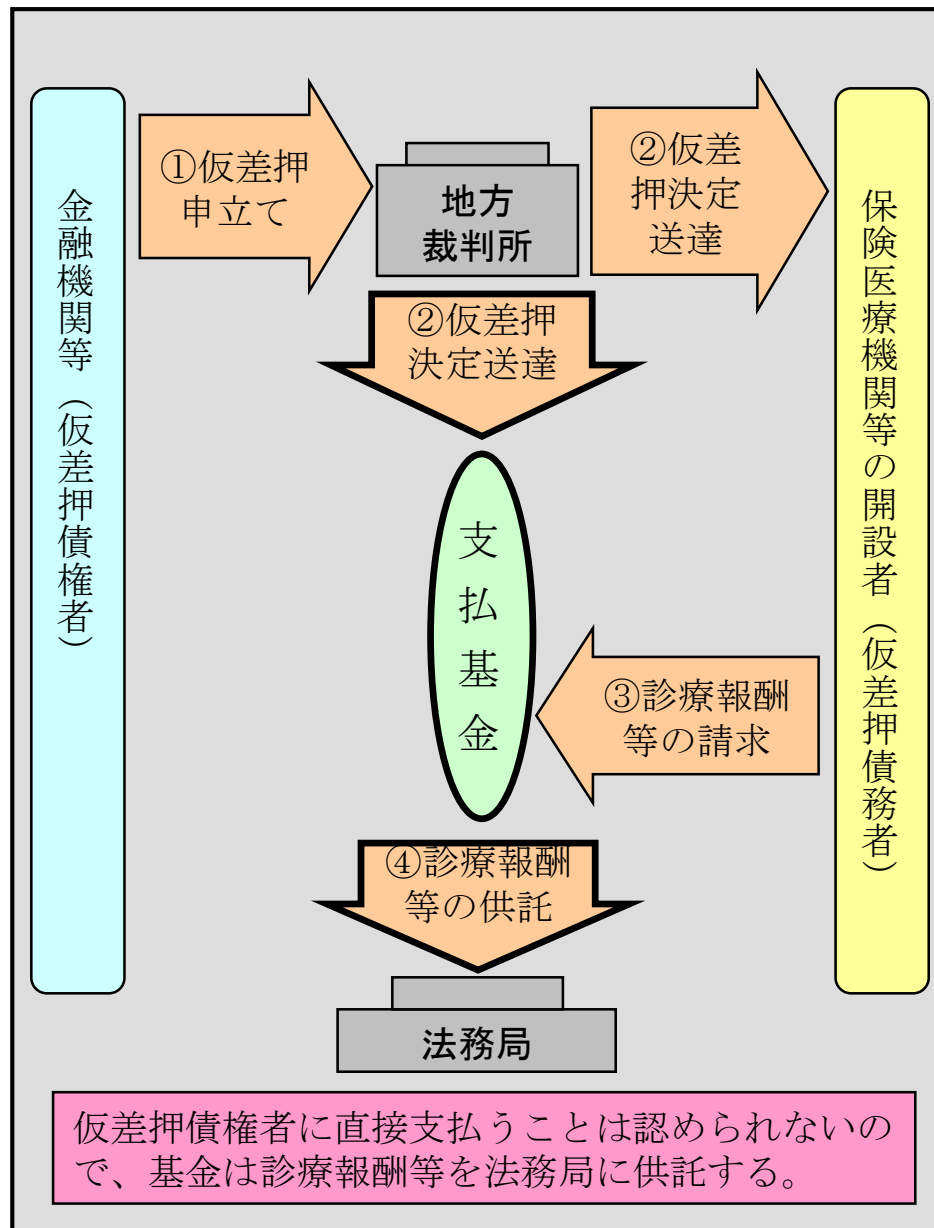 金融機関等（仮差押債権者）
①仮差押
申立て
地方
裁判所
②仮差
押決定
送達
保険医療機関等の開設者（仮差押債務者）
②仮差押
決定送達
支払基金
③診療報酬
等の請求
④診療報酬
等の供託
法務局
仮差押債権者に直接支払うことは認められないの
で、基金は診療報酬等を法務局に供託する。